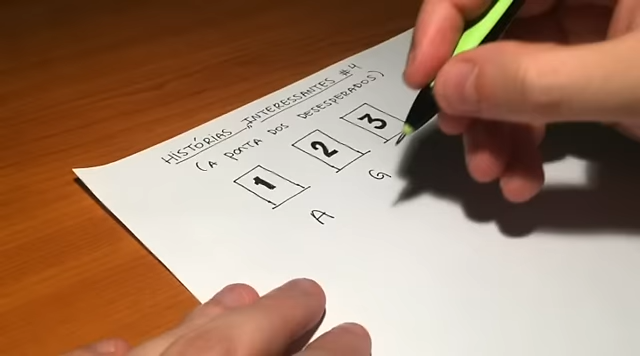 HISTÓRIAS INTERESSANTES #4
(A PORTA DOS DESESPERADOS)
1 2 3
A G